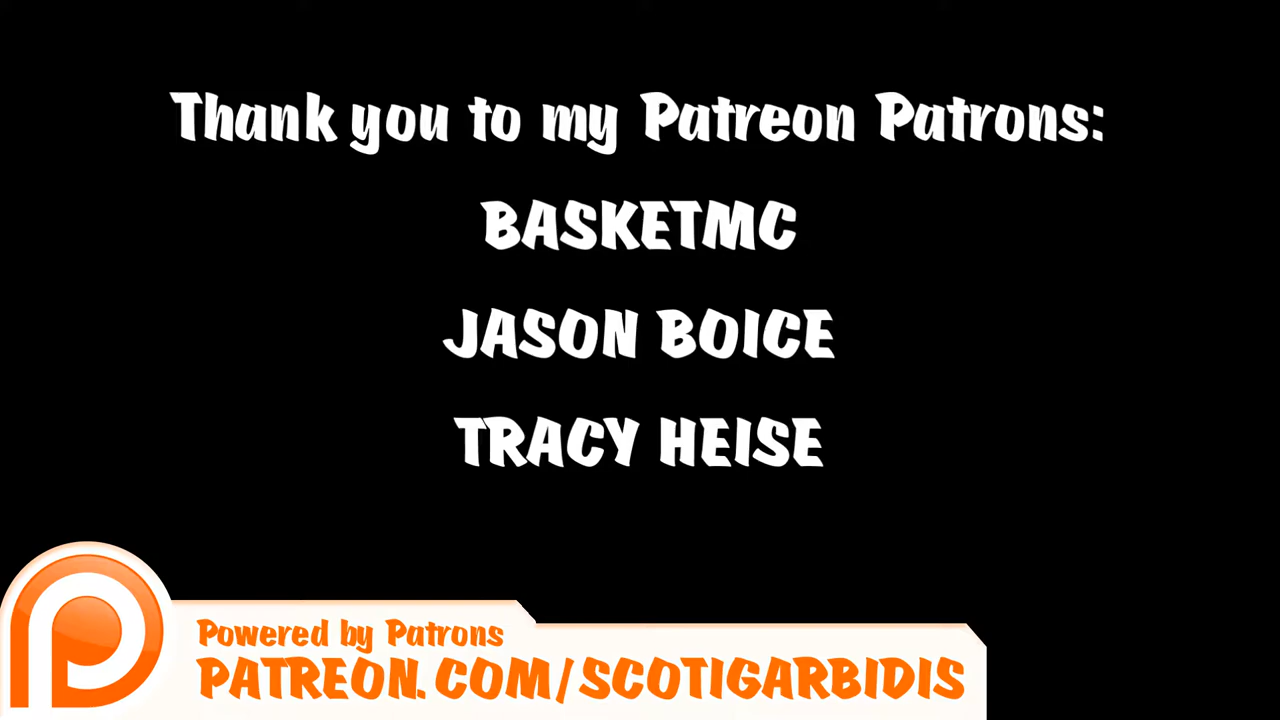 Thank you to my Patreon Patrons:
BASKETMC
JASON BOICE
TRACY HEISE
Powered by Patrons
PATREON.COM/SCOTIGARBIDIS